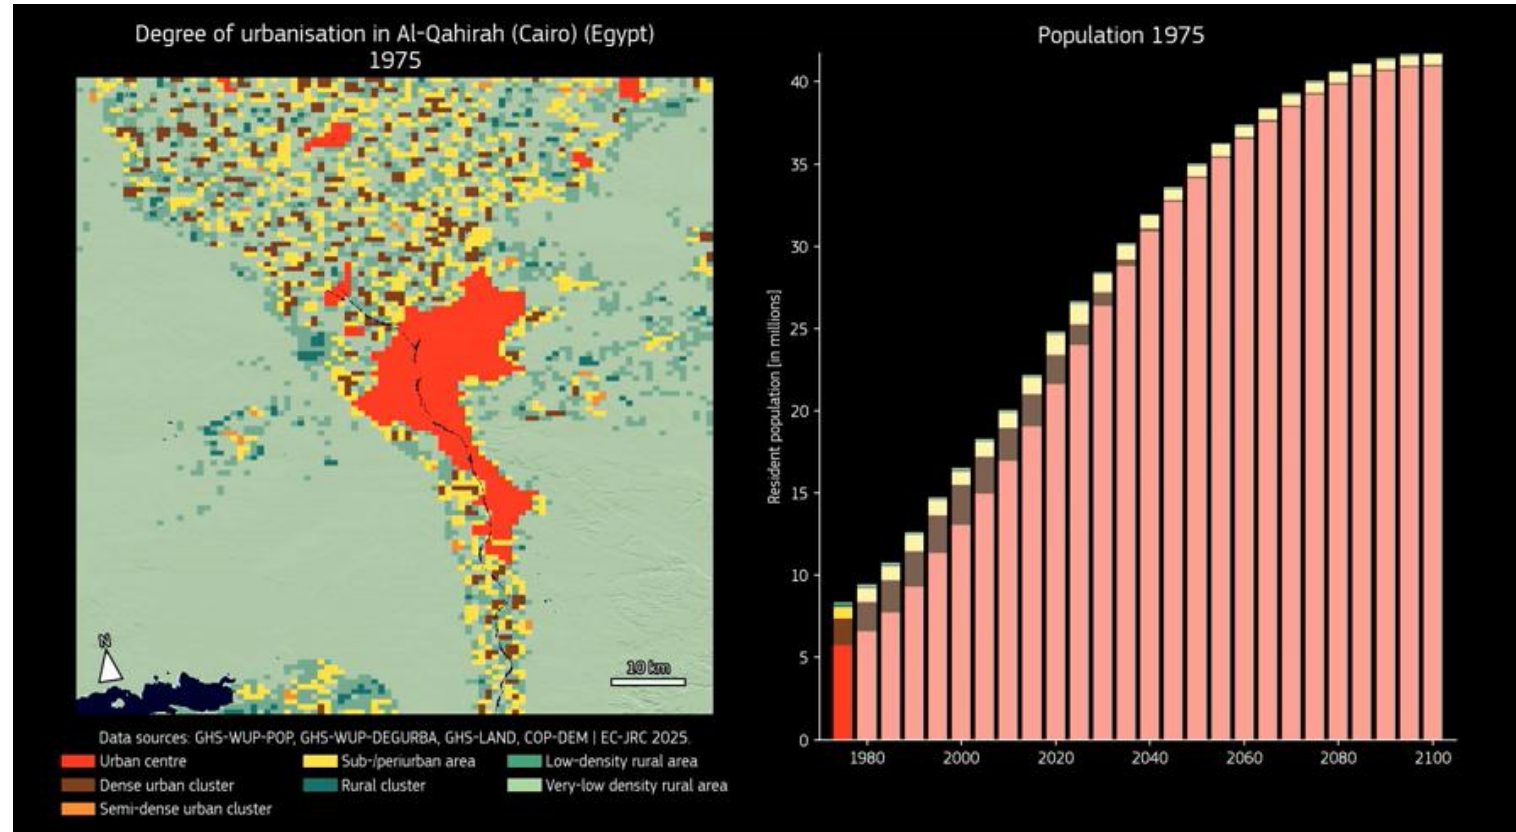 Degree of urbanisation in Al-Qahirah (Cairo) (Egypt)
1975
N
10 km
Data sources: GHS-WUP-POP, GHS-WUP-DEGURBA, GHS-LAND, COP-DEM | EC-JRC 2025.
Urban centre
Dense urban cluster
Semi-dense urban cluster
Sub-/periurban area
Rural cluster
Low-density rural area
Very-low density rural area
Population 1975
Resident population [in millions]
40
35
30
25
20
15
10
5
0
1980 2000 2020 2040 2060 2080 2100